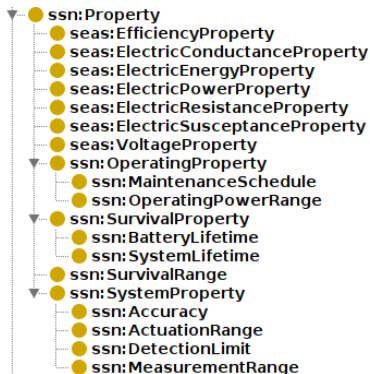 ssn:Property
seas:EfficiencyProperty
seas:ElectricConductanceProperty
seas:ElectricEnergyProperty
seas:ElectricPowerProperty
seas:ElectricResistanceProperty
seas:ElectricSusceptanceProperty
seas:VoltageProperty
ssn:OperatingProperty
ssn:MaintenanceSchedule
ssn:OperatingPowerRange
ssn:SurvivalProperty
ssn:BatteryLifetime
ssn:SystemLifetime
ssn:SurvivalRange
ssn:SystemProperty
ssn:Accuracy
ssn:ActuationRange
ssn:DetectionLimit
ssn:MeasurementRange